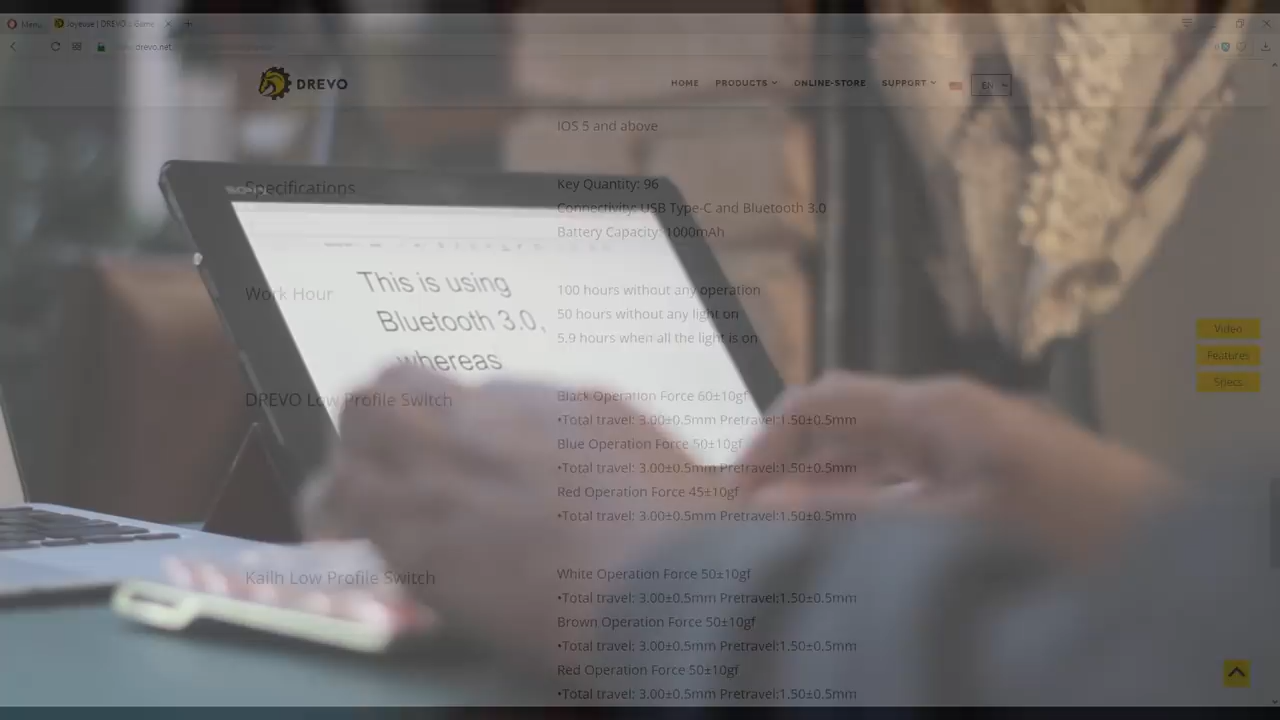 Menu
Joyeuse | DREVO - Game
drevo.net
DREVO
HOME
PRODUCTS
ONLINE-STORE
SUPPORT
EN
IOS 5 and above
Specifications
Key Quantity: 96
Connectivity: USB Type-C and Bluetooth 3.0
Battery Capacity: 1000mAh
Work Hour
100 hours without any operation
50 hours without any light on
5.9 hours when all the light is on
This is using
Bluetooth 3.0,
whereas
Video
Features
Specs
DREVO Low Profile Switch
Black Operation Force 60±10gf
•Total travel: 3.00±0.5mm Pretravel:1.50±0.5mm
Blue Operation Force 50±10gf
•Total travel: 3.00±0.5mm Pretravel:1.50±0.5mm
Red Operation Force 45±10gf
•Total travel: 3.00±0.5mm Pretravel:1.50±0.5mm
Kailh Low Profile Switch
White Operation Force 50±10gf
•Total travel: 3.00±0.5mm Pretravel:1.50±0.5mm
Brown Operation Force 50±10gf
•Total travel: 3.00±0.5mm Pretravel:1.50±0.5mm
Red Operation Force 50±10gf
•Total travel: 3.00±0.5mm Pretravel:1.50±0.5mm